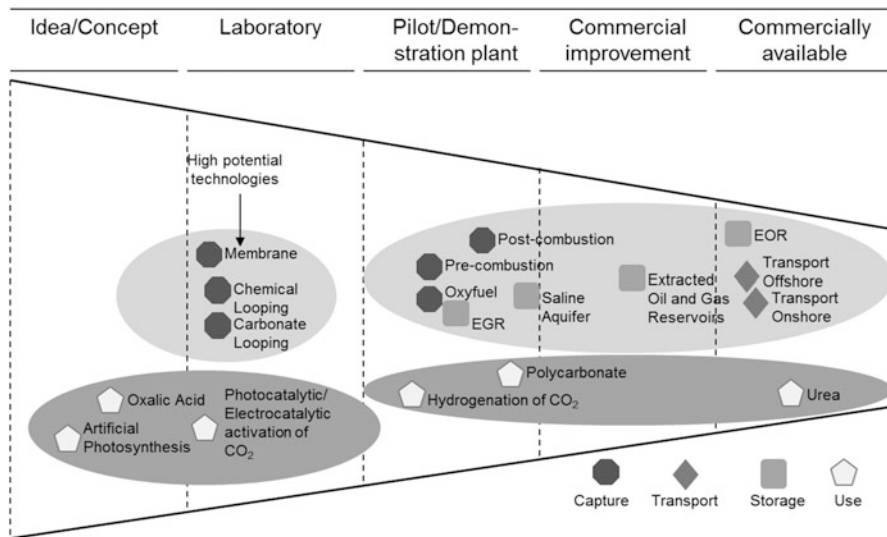 Idea/Concept
Laboratory
Pilot/Demon-
stration plant
Commercial
improvement
Commercially
available
High potential
technologies
Membrane
Chemical
Looping
Carbonate
Looping
Post-combustion
Pre-combustion
Oxyfuel
EGR
Saline
Aquifer
Extracted
Oil and Gas
Reservoirs
EOR
Transport
Offshore
Transport
Onshore
Oxalic Acid
Artificial
Photosynthesis
Photocatalytic/
Electrocatalytic
activation of
CO₂
Polycarbonate
Hydrogenation of CO₂
Urea
Capture
Transport
Storage
Use